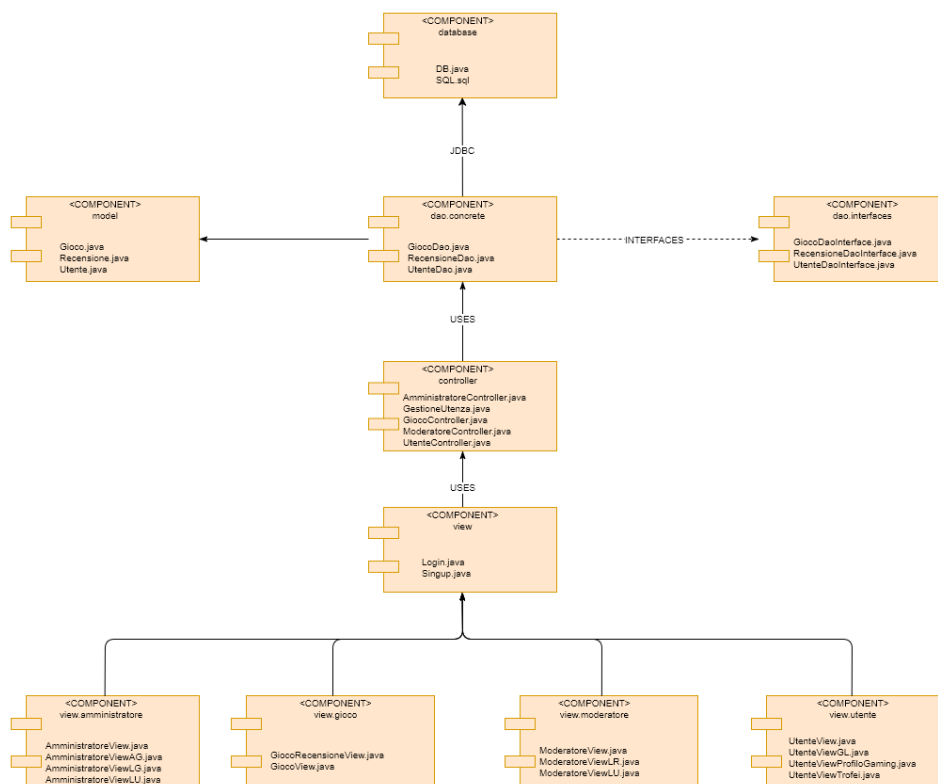 <COMPONENT>
database
DB.java
SQL.sql
JDBC
<COMPONENT>
model
Gioco.java
Recensione.java
Utente.java
<COMPONENT>
dao.concrete
GiocoDao.java
RecensioneDao.java
UtenteDao.java
INTERFACES
<COMPONENT>
dao.interfaces
GiocoDaoInterface.java
RecensioneDaoInterface.java
UtenteDaoInterface.java
USES
<COMPONENT>
controller
AmministratoreController.java
GestioneUtenza.java
GiocoController.java
ModeratoreController.java
UtenteController.java
USES
<COMPONENT>
view
Login.java
Singup.java
<COMPONENT>
view.amministratore
AmministratoreView.java
AmministratoreViewAG.java
AmministratoreViewLG.java
AmministratoreViewLU.java
<COMPONENT>
view.gioco
GiocoRecensioneView.java
GiocoView.java
<COMPONENT>
view.moderatore
ModeratoreView.java
ModeratoreViewLR.java
ModeratoreViewLU.java
<COMPONENT>
view.utente
UtenteView.java
UtenteViewGL.java
UtenteViewProfiloGaming.java
UtenteViewTrofei.java